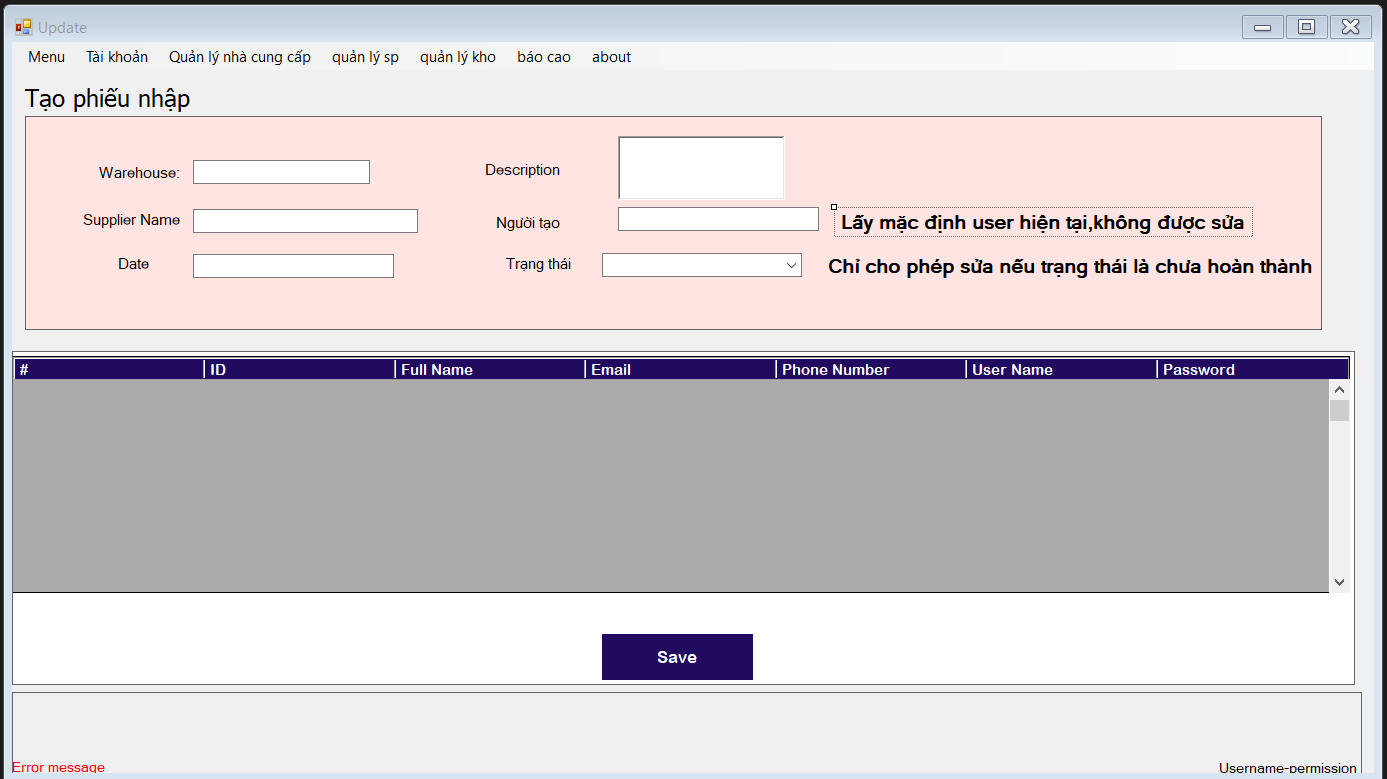 Update
Menu Tài khoản Quản lý nhà cung cấp quản lý sp quản lý kho báo cao about
Tạo phiếu nhập
Warehouse: Description
Supplier Name Người tạo Lấy mặc định user hiện tại,không được sửa
Date Trạng thái Chỉ cho phép sửa nếu trạng thái là chưa hoàn thành
# ID Full Name Email Phone Number User Name Password
Save
Error message Username-permission